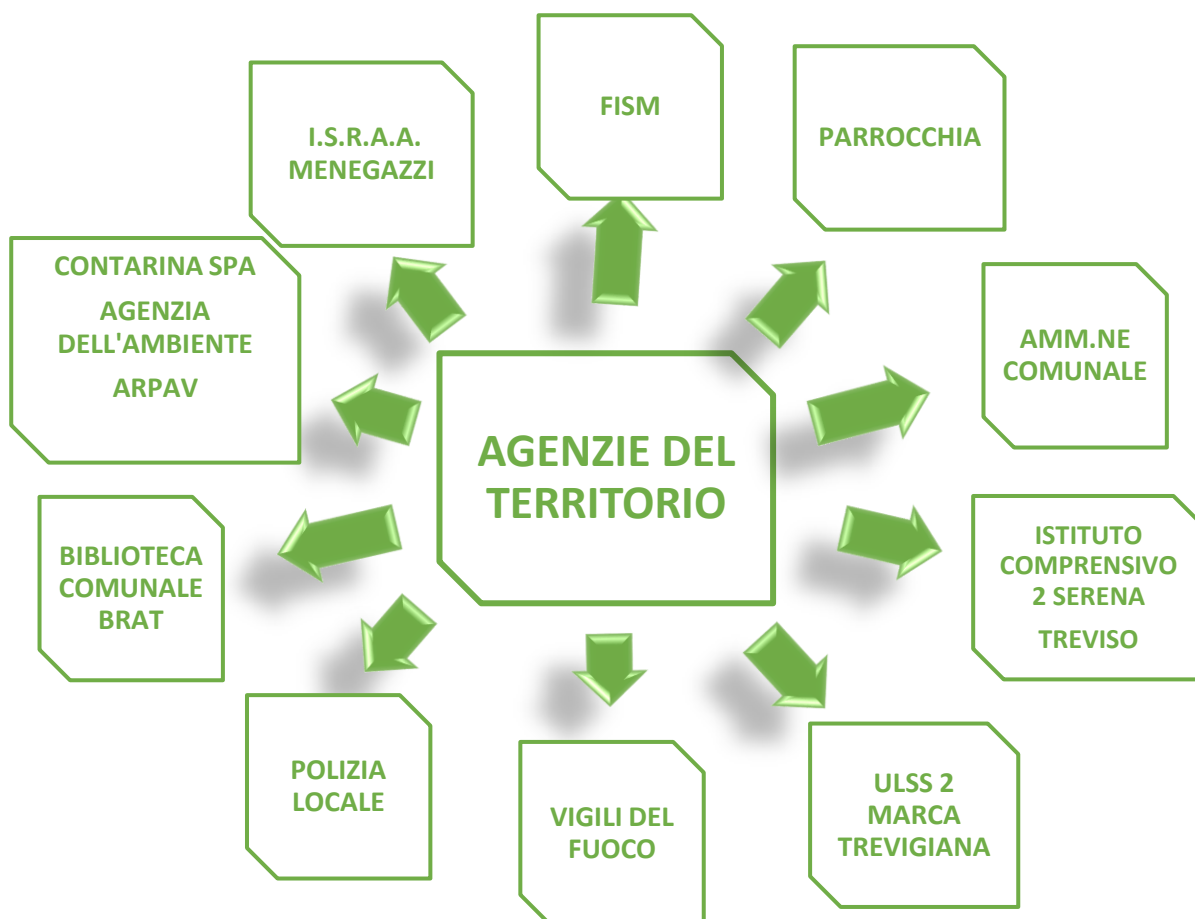 FISM
I.S.R.A.A.
MENEGAZZI
PARROCCHIA
CONTARINA SPA
AGENZIA
DELL'AMBIENTE
ARPAV
AMM.NE
COMUNALE
AGENZIE DEL
TERRITORIO
BIBLIOTECA
COMUNALE
BRAT
ISTITUTO
COMPRENSIVO
2 SERENA
TREVISO
POLIZIA
LOCALE
VIGILI DEL
FUOCO
ULSS 2
MARCA
TREVIGIANA